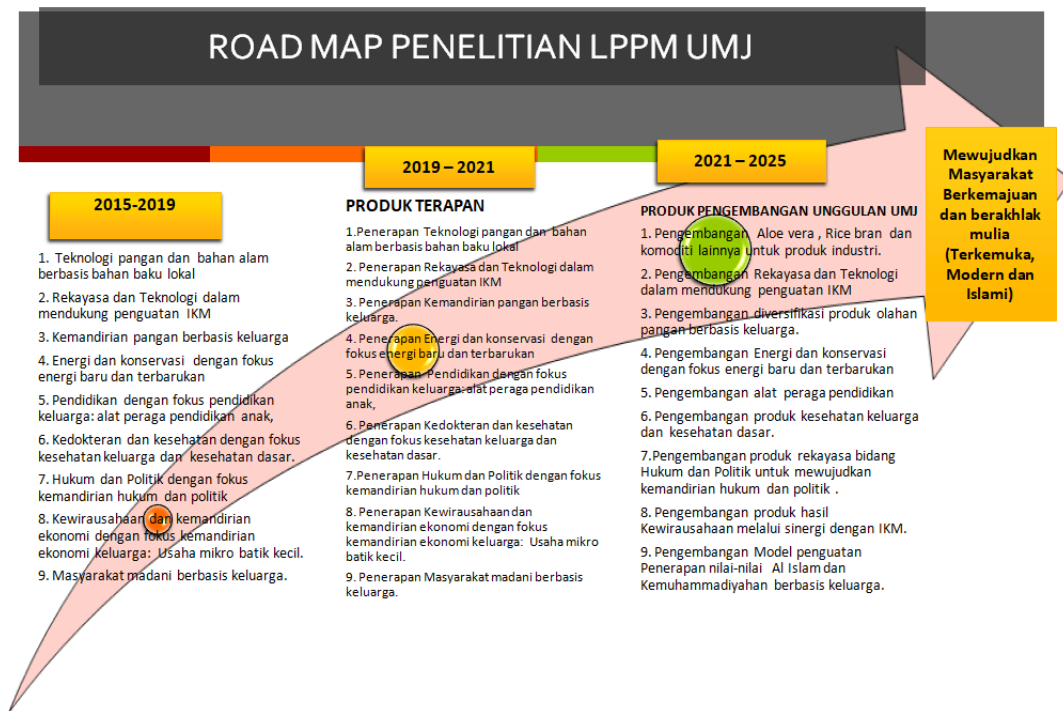 ROAD MAP PENELITIAN LPPM UMJ
2015-2019
1. Teknologi pangan dan bahan alam
berbasis bahan baku lokal
2. Rekayasa dan Teknologi dalam
mendukung penguatan IKM
3. Kemandirian pangan berbasis keluarga
4. Energi dan konservasi dengan fokus
energi baru dan terbarukan
5. Pendidikan dengan fokus pendidikan
keluarga: alat peraga pendidikan anak,
6. Kedokteran dan kesehatan dengan fokus
kesehatan keluarga dan kesehatan dasar.
7. Hukum dan Politik dengan fokus
kemandirian hukum dan politik
8. Kewirausahaan dan kemandirian
ekonomi dengan fokus kemandirian
ekonomi keluarga: Usaha mikro batik kecil.
9. Masyarakat madani berbasis keluarga.
2019 – 2021
PRODUK TERAPAN
1.Penerapan Teknologi pangan dan bahan
alam berbasis bahan baku lokal
2. Penerapan Rekayasa dan Teknologi dalam
mendukung penguatan IKM
3. Penerapan Kemandirian pangan berbasis
keluarga.
4. Penerapan Energi dan konservasi dengan
fokus energi baru dan terbarukan
5. Penerapan Pendidikan dengan fokus
pendidikan keluarga: alat peraga pendidikan
anak,
6. Penerapan Kedokteran dan kesehatan
dengan fokus kesehatan keluarga dan
kesehatan dasar.
7.Penerapan Hukum dan Politik dengan fokus
kemandirian hukum dan politik
8. Penerapan Kewirausahaan dan
kemandirian ekonomi dengan fokus
kemandirian ekonomi keluarga: Usaha mikro
batik kecil.
9. Penerapan Masyarakat madani berbasis
keluarga.
2021 – 2025
PRODUK PENGEMBANGAN UNGGULAN UMJ
1. Pengembangan Aloe vera , Rice bran dan
komoditi lainnya untuk produk industri.
2. Pengembangan Rekayasa dan Teknologi
dalam mendukung penguatan IKM
3. Pengembangan diversifikasi produk olahan
pangan berbasis keluarga.
4. Pengembangan Energi dan konservasi
dengan fokus energi baru dan terbarukan
5. Pengembangan alat peraga pendidikan
6. Pengembangan produk kesehatan keluarga
dan kesehatan dasar.
7.Pengembangan produk rekayasa bidang
Hukum dan Politik untuk mewujudkan
kemandirian hukum dan politik .
8. Pengembangan produk hasil
Kewirausahaan melalui sinergi dengan IKM.
9. Pengembangan Model penguatan
Penerapan nilai-nilai Al Islam dan
Kemuhammadiyahan berbasis keluarga.
Mewujudkan
Masyarakat
Berkemajuan
dan berakhlak
mulia
(Terkemuka,
Modern dan
Islami)